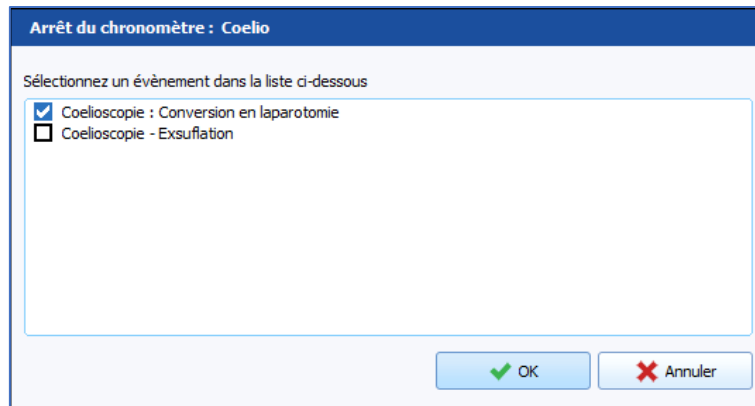 Arrêt du chronomètre : Coelio
Sélectionnez un évènement dans la liste ci-dessous
Coelioscopie : Conversion en laparotomie
Coelioscopie - Exsuflation
OK
Annuler